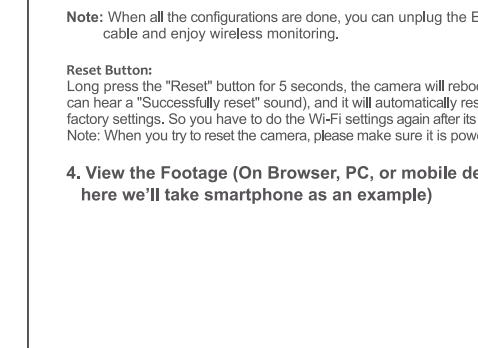 Note: When all the configurations are done, you can unplug the E
cable and enjoy wireless monitoring.
Reset Button:
Long press the "Reset" button for 5 seconds, the camera will reboo
can hear a "Successfully reset" sound), and it will automatically res
factory settings. So you have to do the Wi-Fi settings again after its
Note: When you try to reset the camera, please make sure it is powe
4. View the Footage (On Browser, PC, or mobile de
here we'll take smartphone as an example)